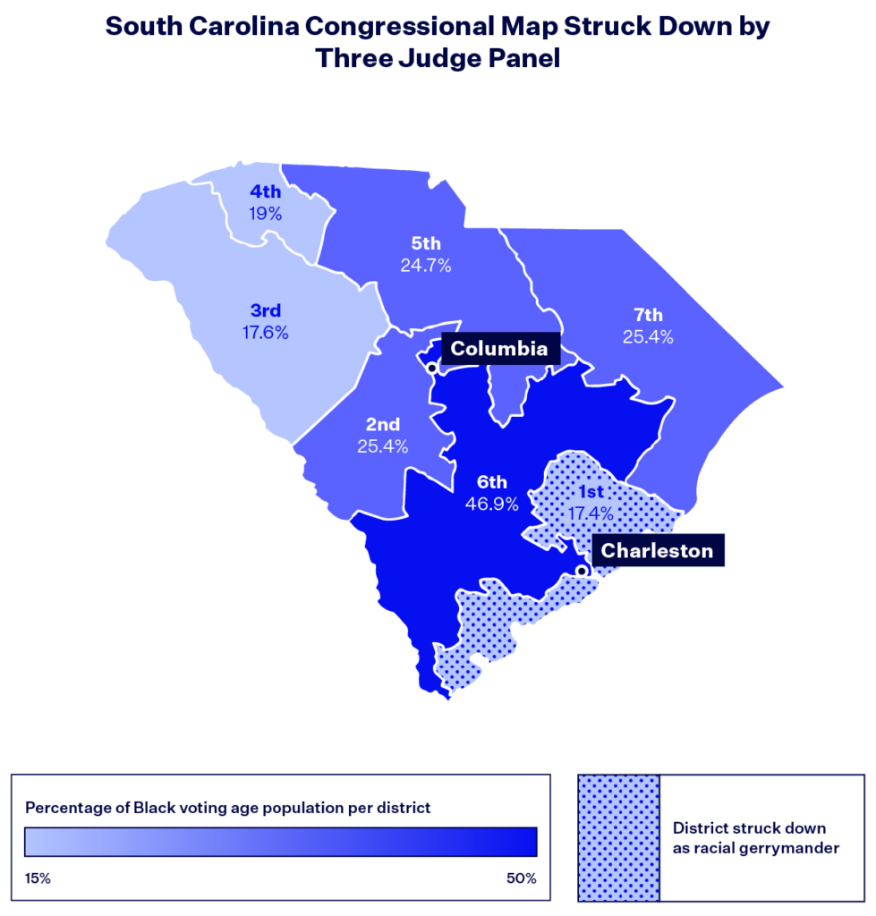 South Carolina Congressional Map Struck Down by
Three Judge Panel
4th
19%
5th
24.7%
3rd
17.6%
7th
25.4%
Columbia
2nd
25.4%
6th
46.9%
1st
17.4%
Charleston
Percentage of Black voting age population per district
15%
50%
District struck down
as racial gerrymander